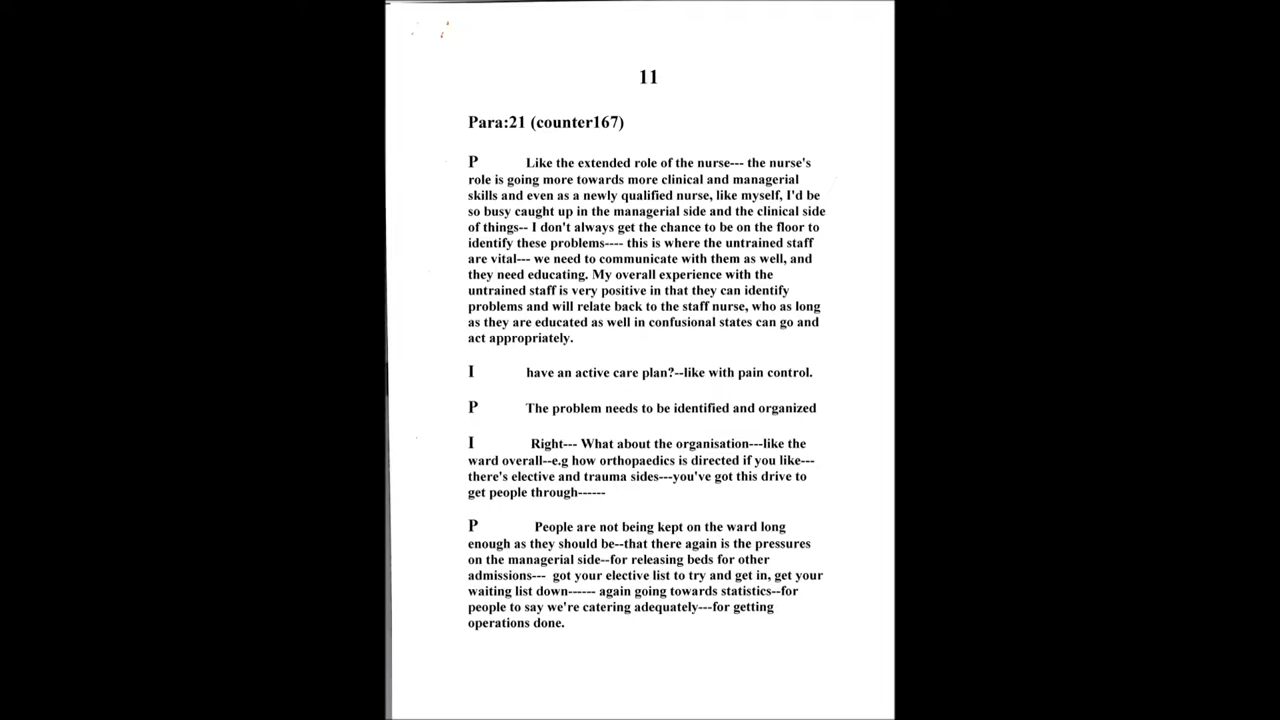 11
Para:21 (counter167)
P Like the extended role of the nurse--- the nurse's
role is going more towards more clinical and managerial
skills and even as a newly qualified nurse, like myself, I'd be
so busy caught up in the managerial side and the clinical side
of things-- I don't always get the chance to be on the floor to
identify these problems---- this is where the untrained staff
are vital--- we need to communicate with them as well, and
they need educating. My overall experience with the
untrained staff is very positive in that they can identify
problems and will relate back to the staff nurse, who as long
as they are educated as well in confusional states can go and
act appropriately.
I have an active care plan?--like with pain control.
P The problem needs to be identified and organized
I Right--- What about the organisation---like the
ward overall--e.g how orthopaedics is directed if you like---
there's elective and trauma sides---you've got this drive to
get people through------
P People are not being kept on the ward long
enough as they should be--that there again is the pressures
on the managerial side--for releasing beds for other
admissions--- got your elective list to try and get in, get your
waiting list down------ again going towards statistics--for
people to say we're catering adequately---for getting
operations done.